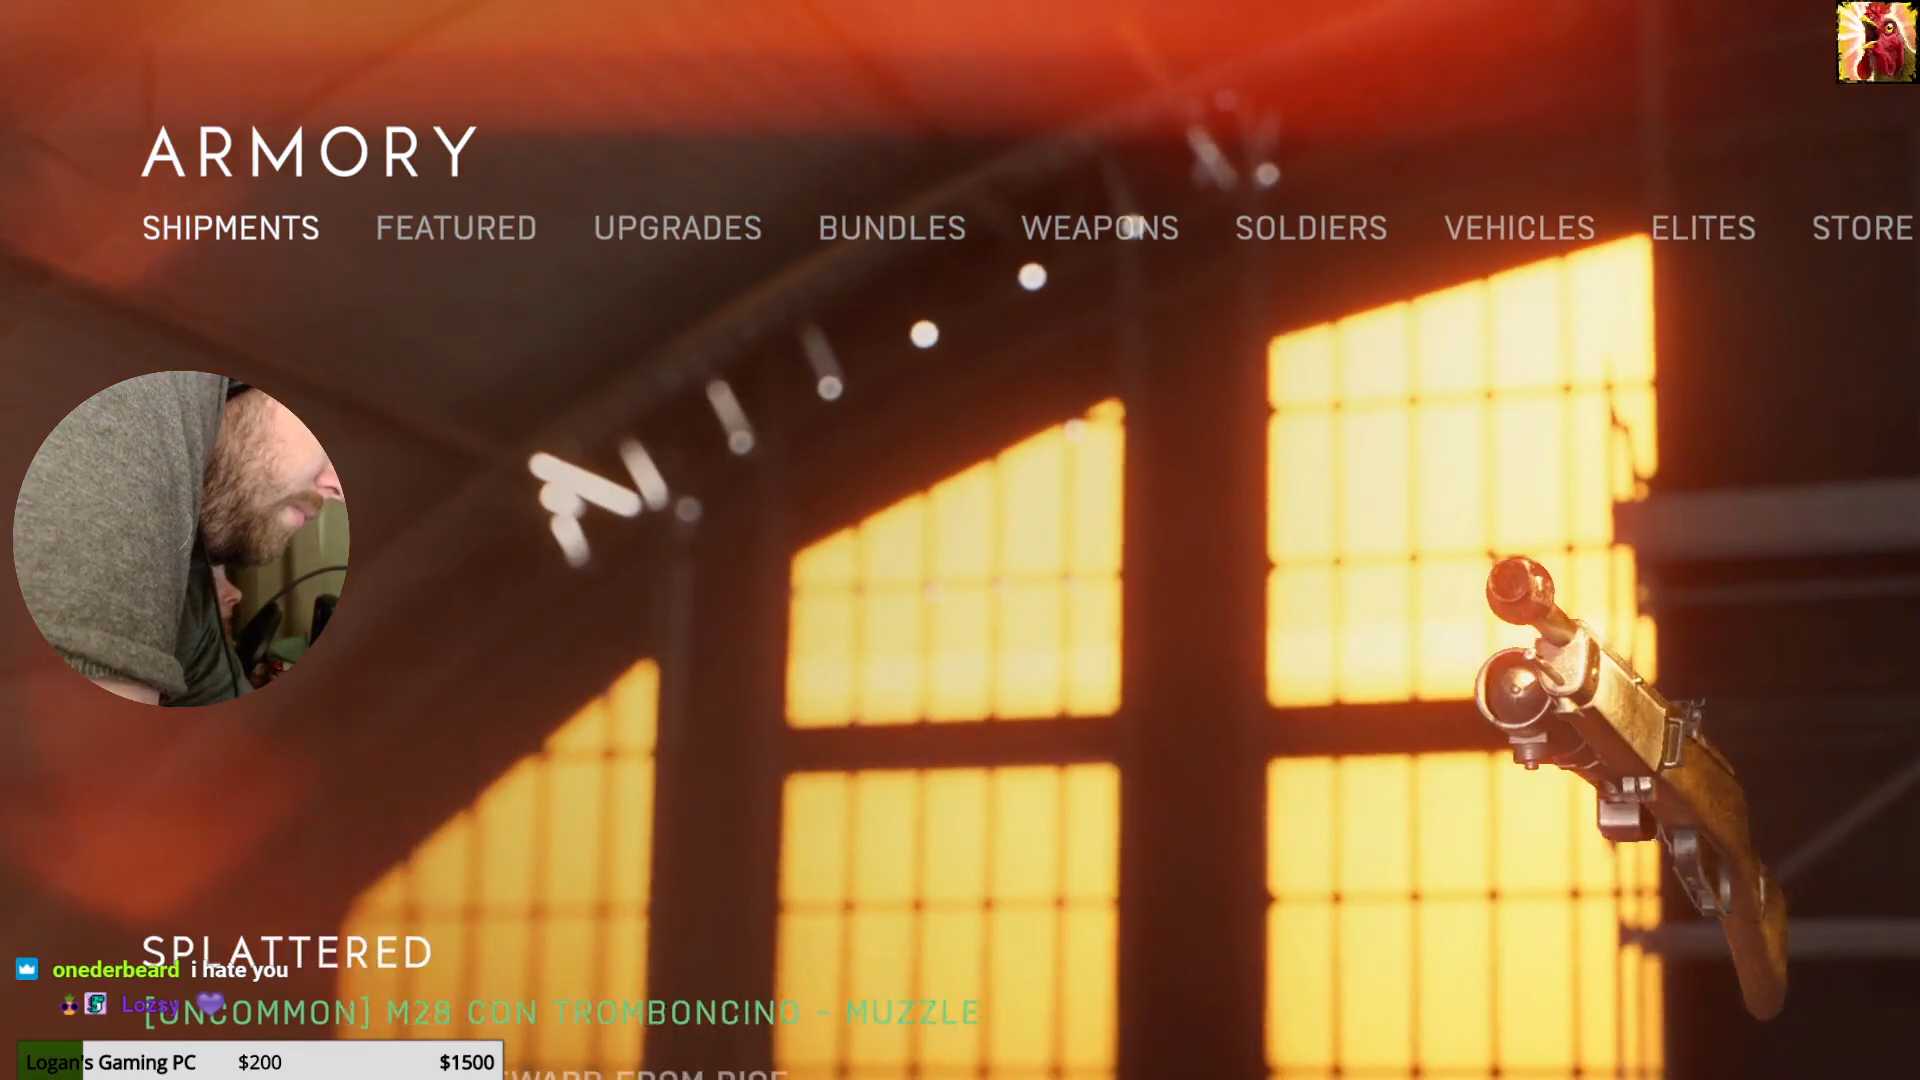 ARMORY
SHIPMENTS FEATURED UPGRADES BUNDLES WEAPONS SOLDIERS VEHICLES ELITES STORE
SPLATTERED
onederbeard i hate you
Lozsy
[UNCOMMON] M28 CON TROMBONCINO - MUZZLE
Logan's Gaming PC $200 $1500